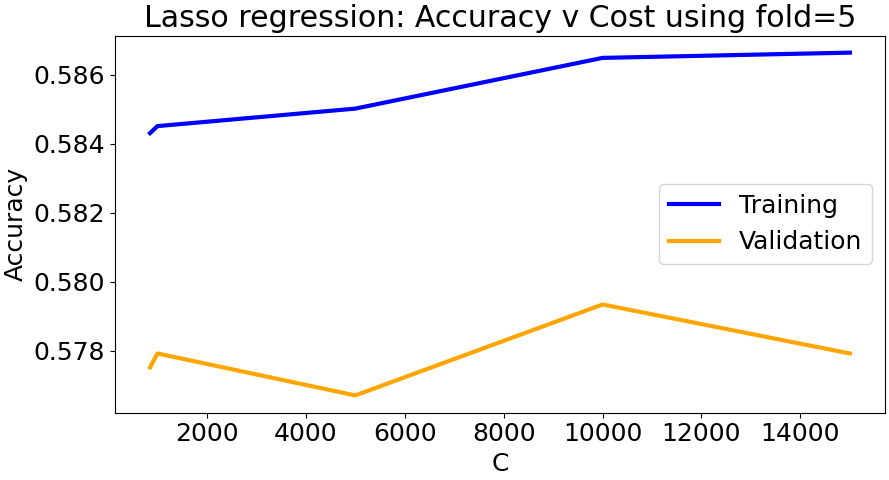 Lasso regression: Accuracy v Cost using fold=5
0.586
0.584
0.582
0.580
0.578
Accuracy
Training
Validation
2000 4000 6000 8000 10000 12000 14000
C